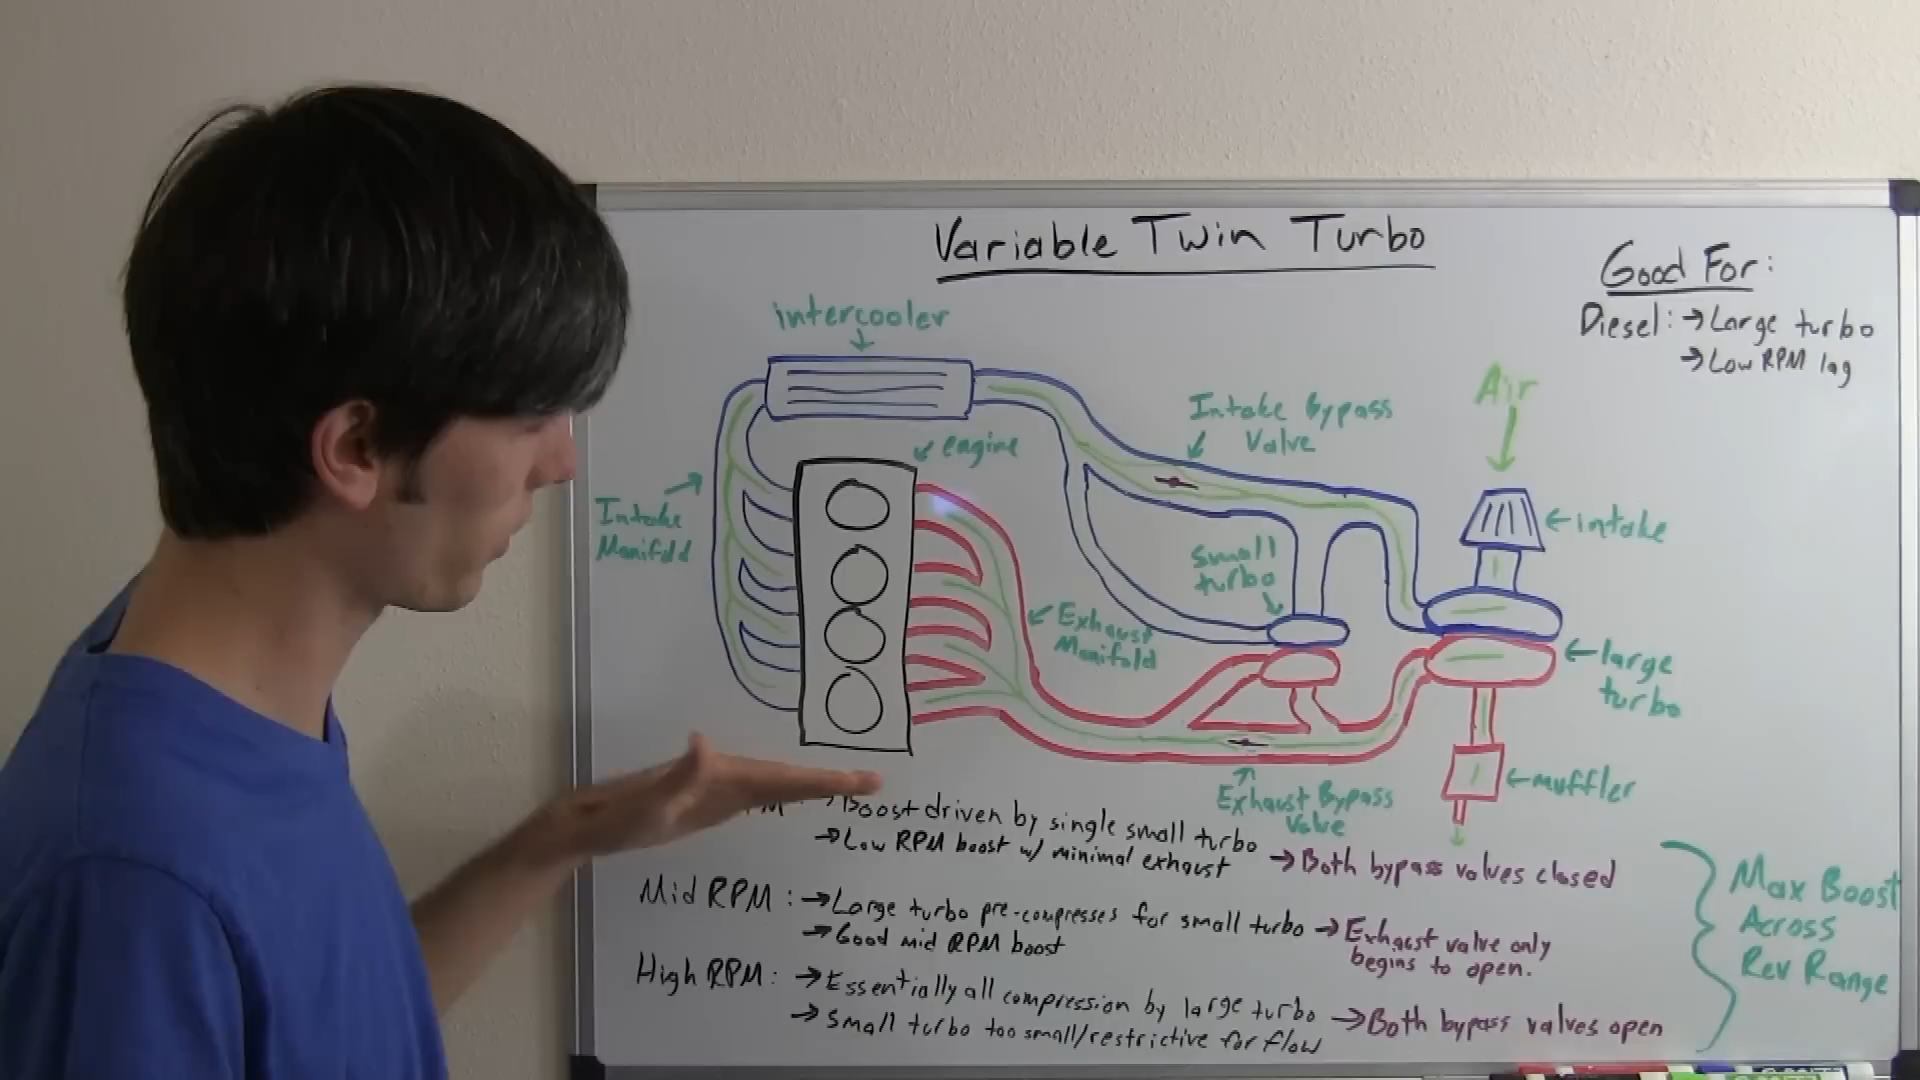 Variable Twin Turbo
Good For:
Diesel: → Large turbo
→ Low RPM lag
intercooler
Air
Intake Bypass
Valve
engine
Intake
Manifold
← intake
small
turbo
Exhaust
Manifold
← large
turbo
← muffler
Exhaust Bypass
Valve
→ Boost driven by single small turbo
→ Low RPM boost w/ minimal exhaust
→ Both bypass valves closed
Mid RPM: → Large turbo pre-compresses for small turbo → Exhaust valve only
begins to open.
→ Good mid RPM boost
High RPM: → Essentially all compression by large turbo
→ Small turbo too small/restrictive for flow
→ Both bypass valves open
Max Boost
Across
Rev Range